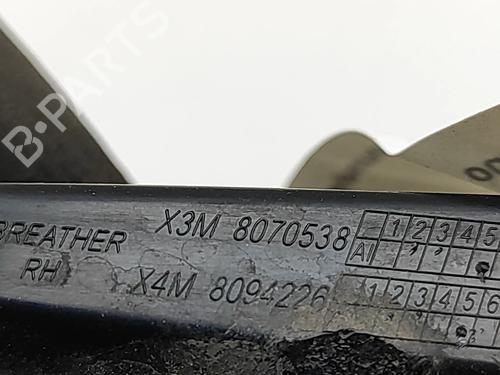 B-PARTS
BREATHER X3M 8070538 1 2 3 4 5
RH AI
X4M 8094226 1 2 3 4 5 6